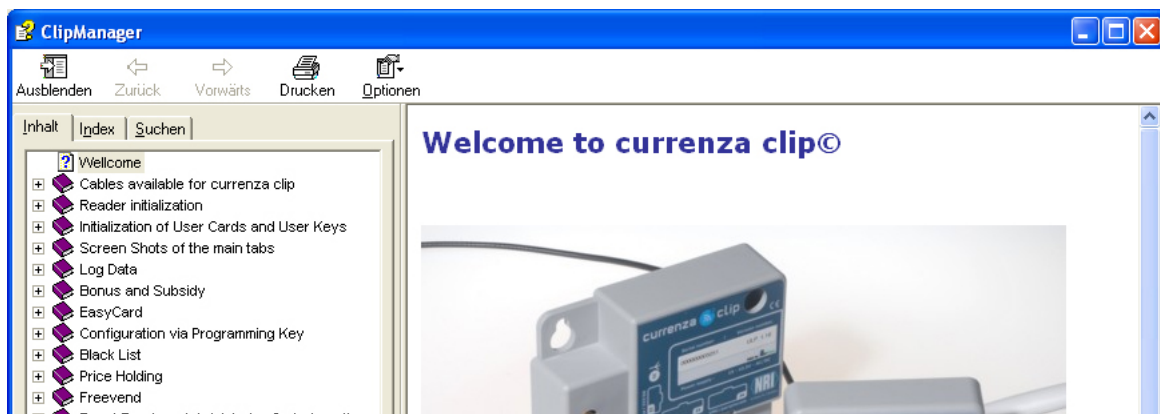 ClipManager
Ausblenden Zurück Vorwärts Drucken Optionen
Inhalt Index Suchen
Wellcome
Cables available for currenza clip
Reader initialization
Initialization of User Cards and User Keys
Screen Shots of the main tabs
Log Data
Bonus and Subsidy
EasyCard
Configuration via Programming Key
Black List
Price Holding
Freevend
Welcome to currenza clip©
currenza clip
CE
NRI